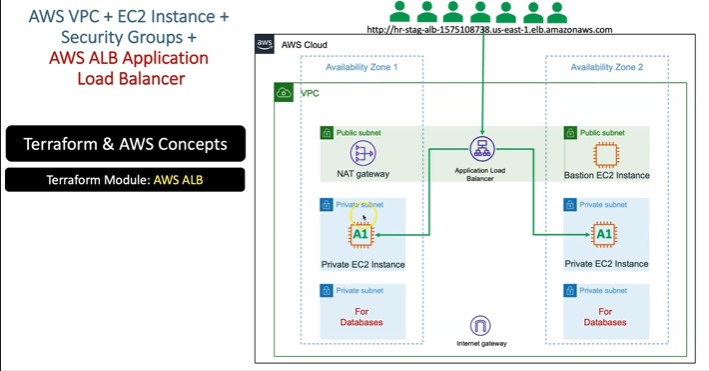 AWS VPC + EC2 Instance +
Security Groups +
AWS ALB Application
Load Balancer
Terraform & AWS Concepts
Terraform Module: AWS ALB
http://hr-stag-alb-1575108738.us-east-1.elb.amazonaws.com
aws
AWS Cloud
Availability Zone 1
Availability Zone 2
VPC
Public subnet
NAT gateway
Application Load
Balancer
Public subnet
Bastion EC2 Instance
Private subnet
A1
Private EC2 Instance
Private subnet
A1
Private EC2 Instance
Private subnet
For
Databases
Internet gateway
Private subnet
For
Databases